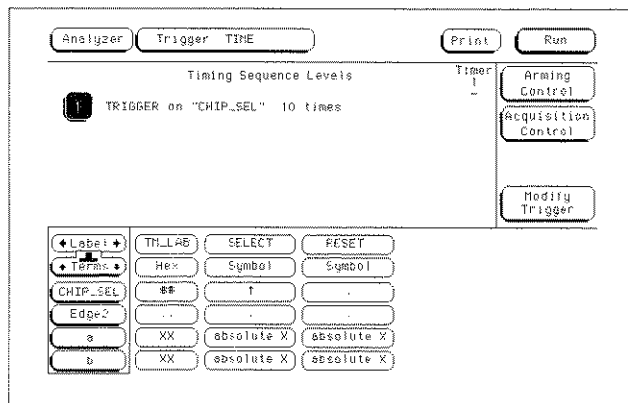 Analyzer Trigger TIME Print Run
Timing Sequence Levels
Timer
1
-
Arming Control
1 TRIGGER on "CHIP_SEL" 10 times
Acquisition Control
Modify Trigger
Label TM_LAB SELECT RESET
Terms Hex Symbol Symbol
CHIP_SEL ↑ .
Edge2 .. . .
a XX absolute X absolute X
b XX absolute X absolute X